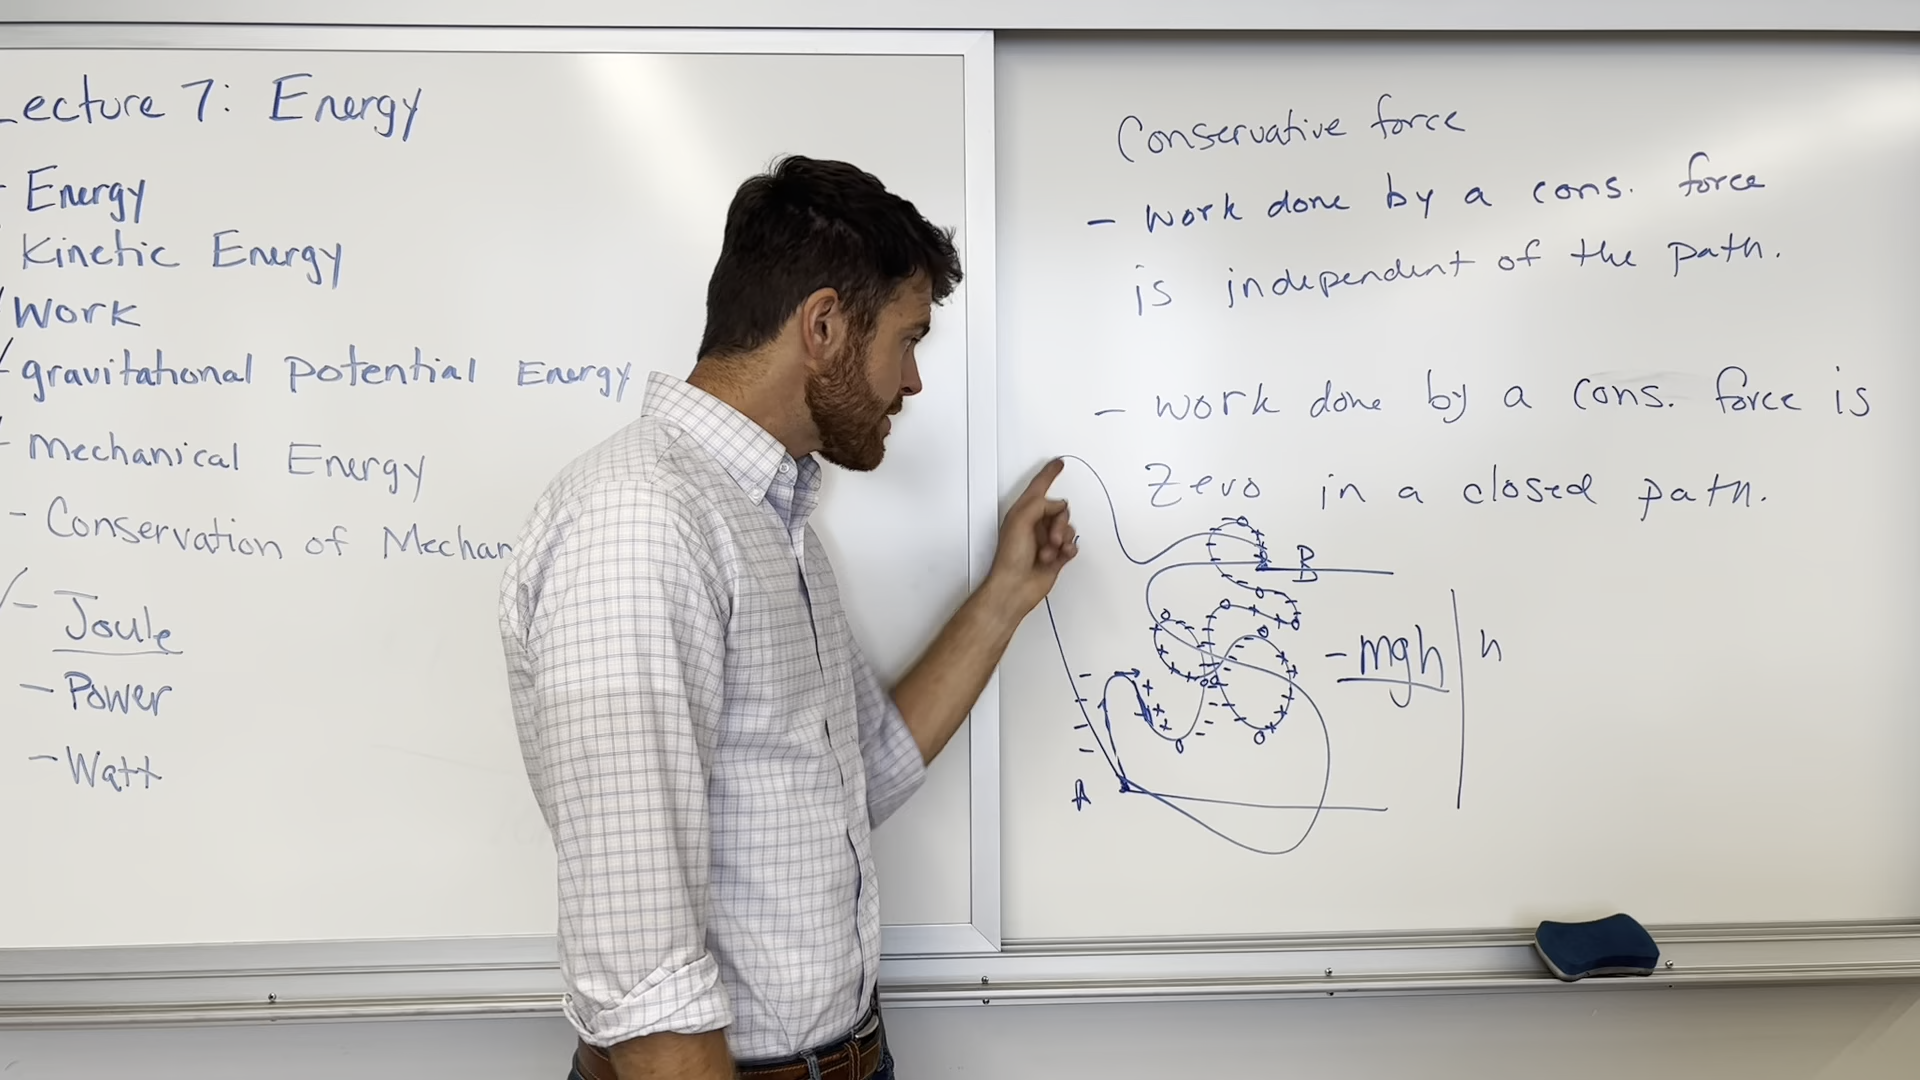 Lecture 7: Energy
- Energy
Kinetic Energy
Work
gravitational Potential Energy
Mechanical Energy
- Conservation of Mechan
- Joule
- Power
- Watt
Conservative force
- work done by a cons. force
is independent of the path.
- work done by a cons. force is
Zero in a closed path.
B
-mgh
h
A